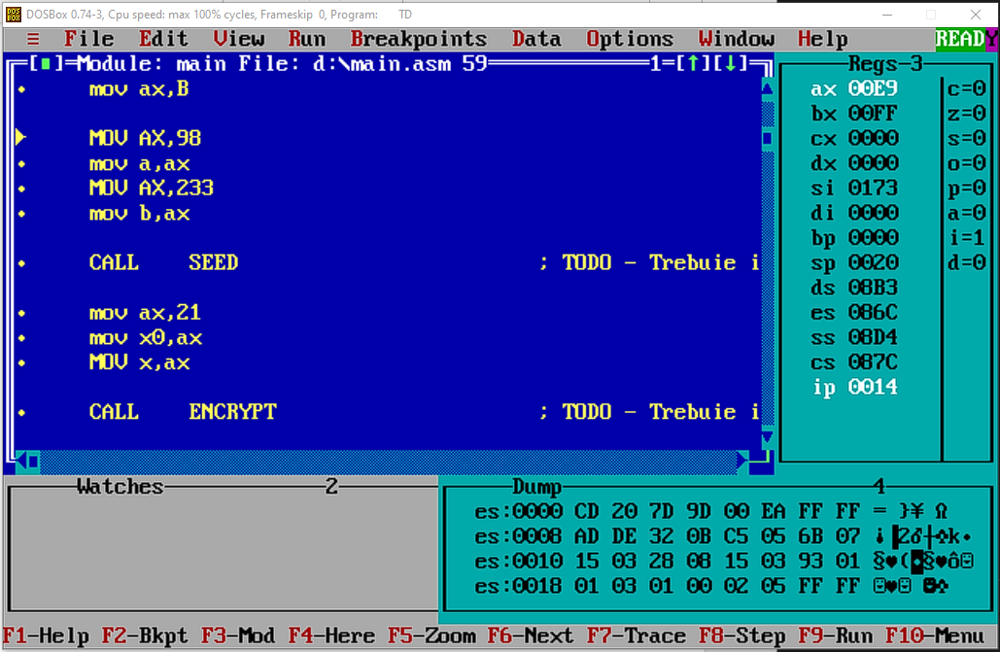 DOSBox 0.74-3, Cpu speed: max 100% cycles, Frameskip 0, Program: TD
≡ File Edit View Run Breakpoints Data Options Window Help READY
[■]=Module: main File: d:\main.asm 59 1=[↑][↓]
mov ax,B
MOV AX,98
mov a,ax
MOV AX,233
mov b,ax
CALL SEED ; TODO - Trebuie i
mov ax,21
mov x0,ax
MOV x,ax
CALL ENCRYPT ; TODO - Trebuie i
Regs-3
ax 00E9 c=0
bx 00FF z=0
cx 0000 s=0
dx 0000 o=0
si 0173 p=0
di 0000 a=0
bp 0000 i=1
sp 0020 d=0
ds 08B3
es 086C
ss 08D4
cs 087C
ip 0014
Watches 2
Dump 4
es:0000 CD 20 7D 9D 00 EA FF FF = }¥ Ω
es:0008 AD DE 32 0B C5 05 6B 07 ¡▐2♂┼♣k•
es:0010 15 03 28 08 15 03 93 01 §♥(◘§♥ô☺
es:0018 01 03 01 00 02 05 FF FF ☺♥☺ ☻♣
F1-Help F2-Bkpt F3-Mod F4-Here F5-Zoom F6-Next F7-Trace F8-Step F9-Run F10-Menu